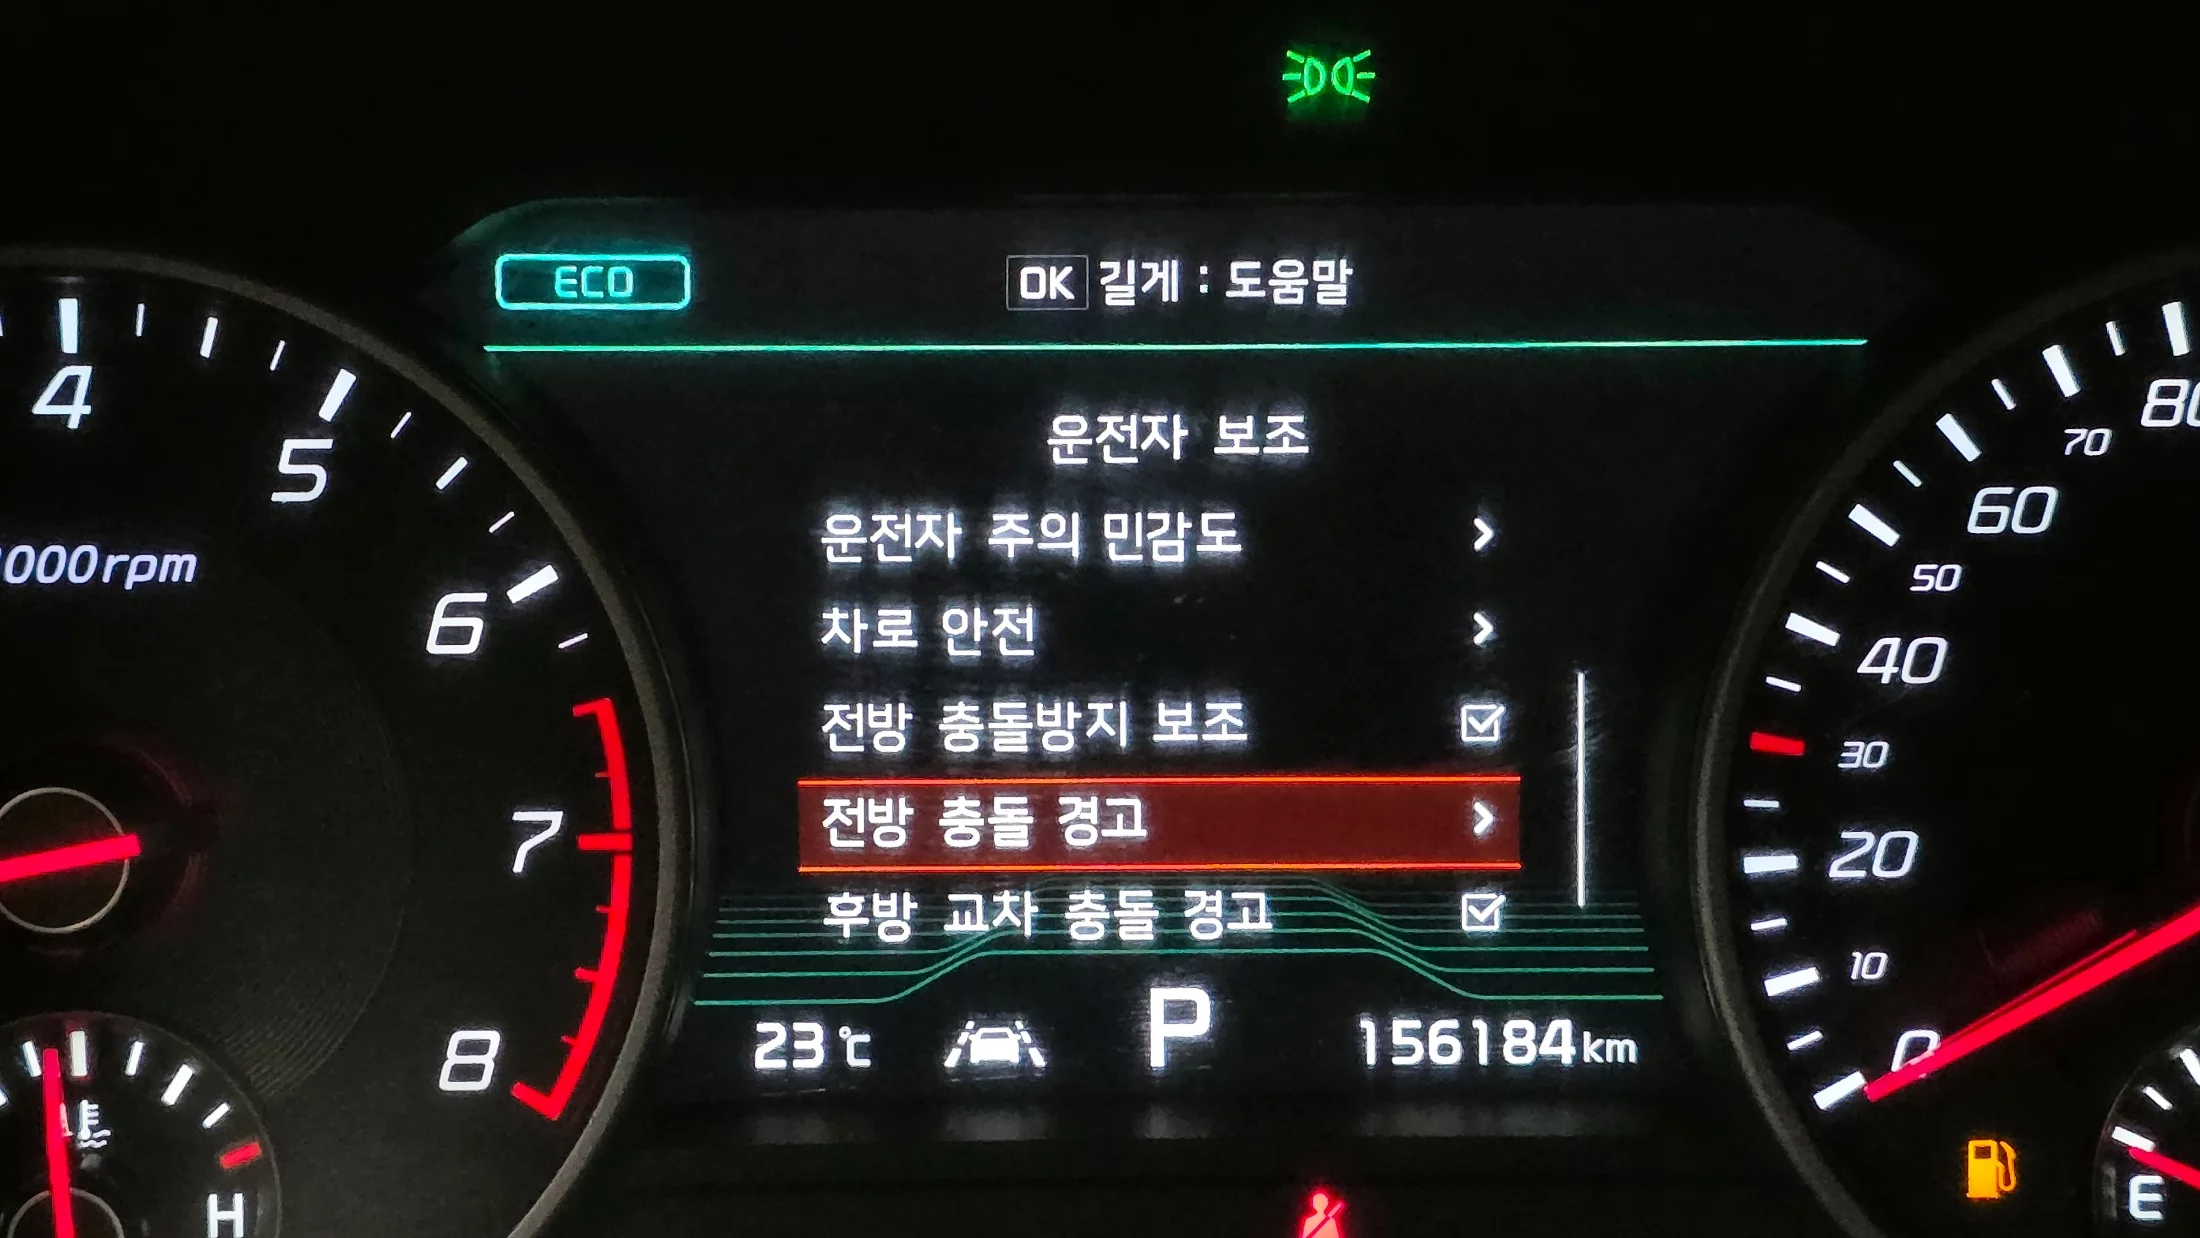 ECO
OK 길게 : 도움말
운전자 보조
운전자 주의 민감도
차로 안전
전방 충돌방지 보조
전방 충돌 경고
후방 교차 충돌 경고
23℃ P 156184km
4
5
6
7
8
000rpm
H
80
70
60
50
40
30
20
10
0
E